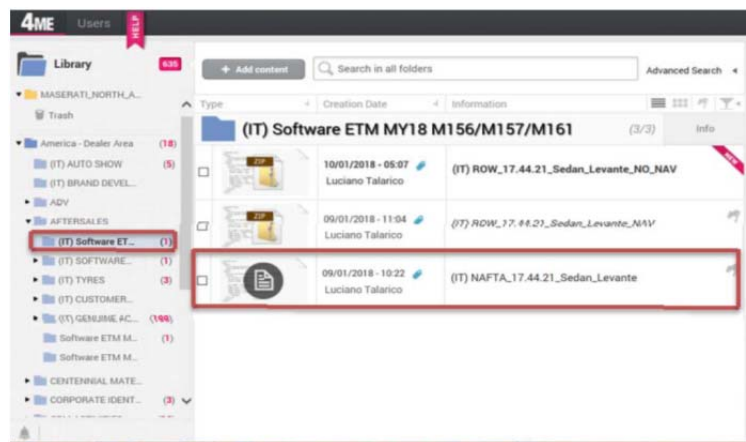 4ME Users HELP
Library 635
+ Add content
Search in all folders
Advanced Search
MASERATI_NORTH_A...
Trash
America - Dealer Area (18)
(IT) AUTO SHOW (5)
(IT) BRAND DEVEL...
ADV
AFTERSALES
(IT) Software ET... (1)
(IT) SOFTWARE... (1)
(IT) TYRES (3)
(IT) CUSTOMER...
(IT) GENUINE AC... (199)
Software ETM M... (1)
Software ETM M...
CENTENNIAL MATE...
CORPORATE IDENT... (3)
Type Creation Date Information
(IT) Software ETM MY18 M156/M157/M161 (3/3) Info
ZIP 10/01/2018 - 05:07 (IT) ROW_17.44.21_Sedan_Levante_NO_NAV NEW
Luciano Talarico
ZIP 09/01/2018 - 11:04 (IT) ROW_17.44.21_Sedan_Levante_NAV
Luciano Talarico
09/01/2018 - 10:22 (IT) NAFTA_17.44.21_Sedan_Levante
Luciano Talarico